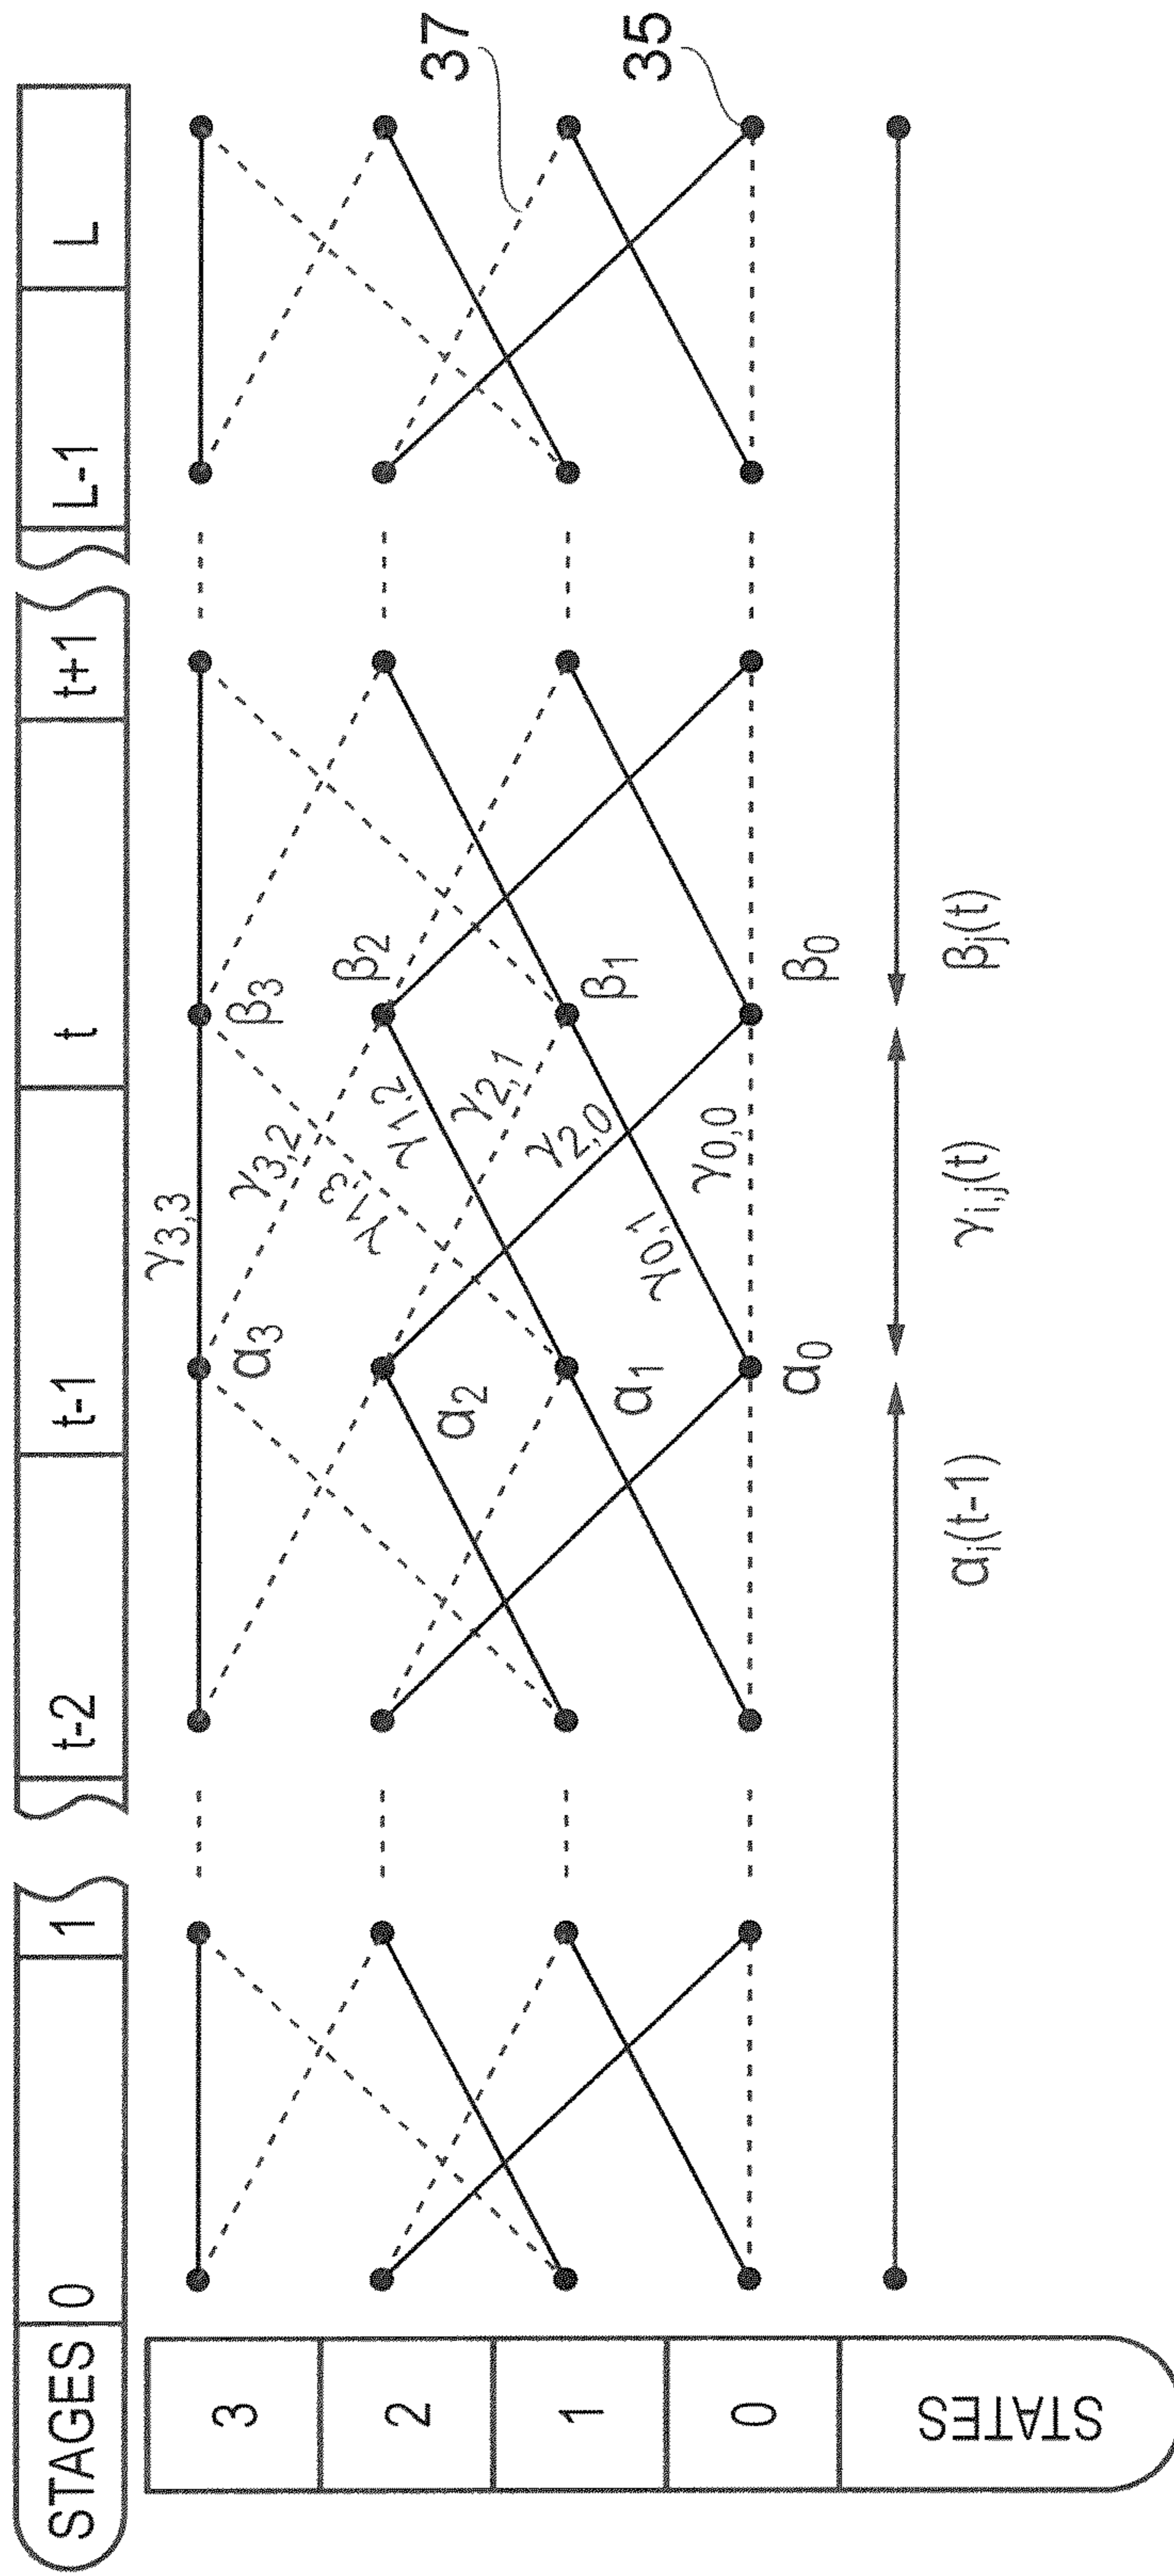 STAGES 0 1 t-2 t-1 t t+1 L-1 L
3
2
1
0
STATES
37
35
γ3,3
γ3,2
γ1,3
γ1,2
γ2,1
γ2,0
γ0,1
γ0,0
α3
α2
α1
α0
β3
β2
β1
β0
αi(t-1)
γi,j(t)
βj(t)